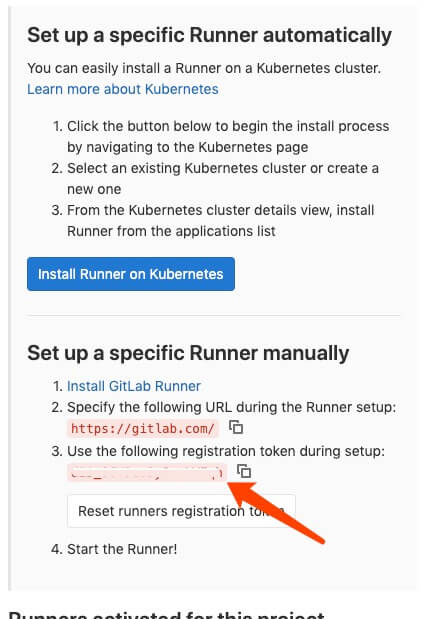 Set up a specific Runner automatically
You can easily install a Runner on a Kubernetes cluster.
Learn more about Kubernetes
1. Click the button below to begin the install process
by navigating to the Kubernetes page
2. Select an existing Kubernetes cluster or create a
new one
3. From the Kubernetes cluster details view, install
Runner from the applications list
Install Runner on Kubernetes
Set up a specific Runner manually
1. Install GitLab Runner
2. Specify the following URL during the Runner setup:
https://gitlab.com/
3. Use the following registration token during setup:
Reset runners registration token
4. Start the Runner!
Runners activated for this project